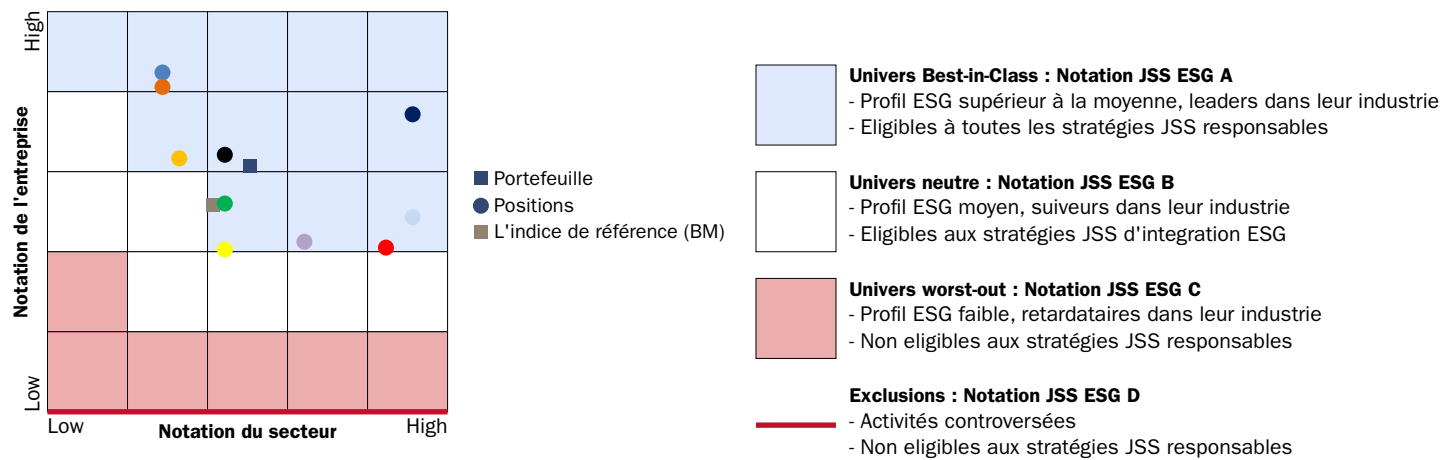 High
Notation de l'entreprise
Low
Low
Notation du secteur
High
Portefeuille
Positions
L'indice de référence (BM)
Univers Best-in-Class : Notation JSS ESG A
- Profil ESG supérieur à la moyenne, leaders dans leur industrie
- Eligibles à toutes les stratégies JSS responsables
Univers neutre : Notation JSS ESG B
- Profil ESG moyen, suiveurs dans leur industrie
- Eligibles aux stratégies JSS d'integration ESG
Univers worst-out : Notation JSS ESG C
- Profil ESG faible, retardataires dans leur industrie
- Non eligibles aux stratégies JSS responsables
Exclusions : Notation JSS ESG D
- Activités controversées
- Non eligibles aux stratégies JSS responsables